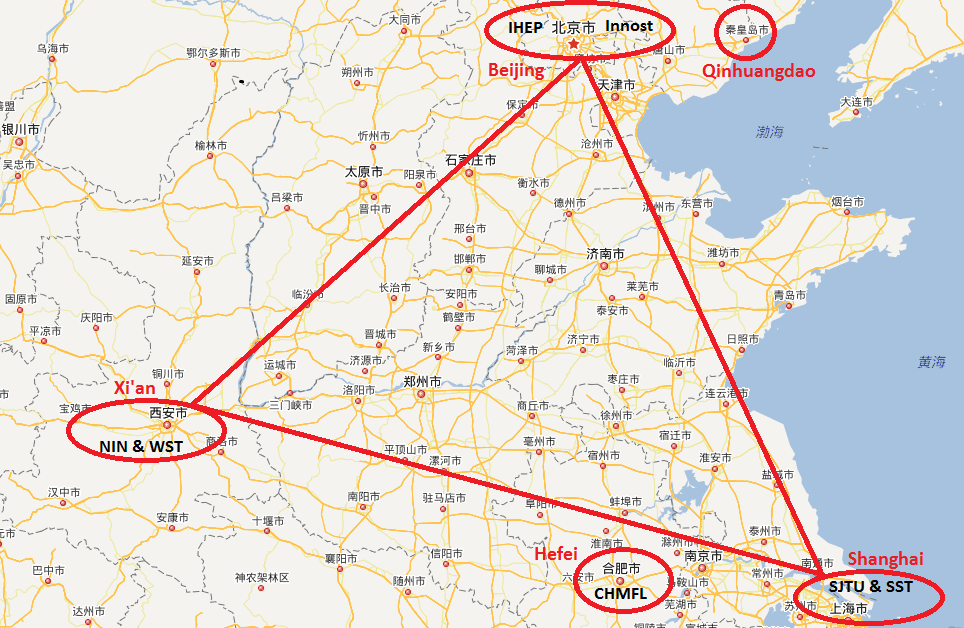 大同市
IHEP 北京市 Innost
秦皇岛市
乌海市
鄂尔多斯市
唐山市
Beijing
Qinhuangdao
朔州市
天津市
大连市
保定市
银川市
渤海
忻州市
榆林市
沧州市
吴忠市
石家庄市
太原市
阳泉市
衡水市
吕梁市
晋中市
德州市
东营市
烟台市
邢台市
延安市
邯郸市
聊城市
济南市
潍坊市
莱芜市
长治市
安阳市
临汾市
固原市
青岛市
泰安市
庆阳市
鹤壁市
平凉市
晋城市
新乡市
济宁市
日照市
菏泽市
运城市
济源市
临沂市
黄海
铜川市
Xi'an
郑州市
枣庄市
洛阳市
连云港市
三门峡市
宝鸡市
西安市
商丘市
徐州市
宿迁市
NIN & WST
商洛市
平顶山市
亳州市
漯河市
宿州市
淮安市
盐城市
汉中市
南阳市
驻马店市
阜阳市
蚌埠市
安康市
十堰市
泰州市
淮南市
滁州市
Hefei
信阳市
襄阳市
南京市
南通市
Shanghai
巴中市
神农架林区
六安市
合肥市
常州市
随州市
马鞍山市
SJTU & SST
CHMFL
达州市
芜湖市
苏州市
上海市
铜陵市
宣城市